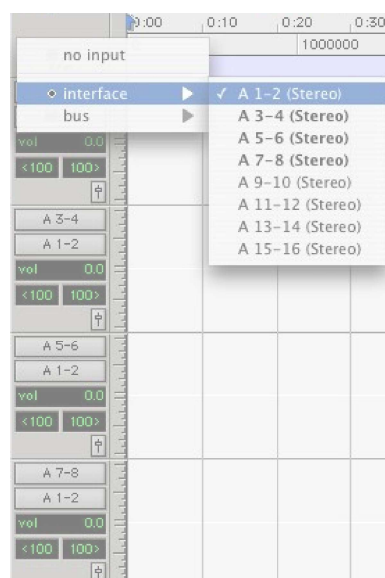 0:00 0:10 0:20 0:30
1000000
no input
interface
bus
✓ A 1-2 (Stereo)
A 3-4 (Stereo)
A 5-6 (Stereo)
A 7-8 (Stereo)
A 9-10 (Stereo)
A 11-12 (Stereo)
A 13-14 (Stereo)
A 15-16 (Stereo)
vol 0.0
<100 100>
A 3-4
A 1-2
vol 0.0
<100 100>
A 5-6
A 1-2
vol 0.0
<100 100>
A 7-8
A 1-2
vol 0.0
<100 100>